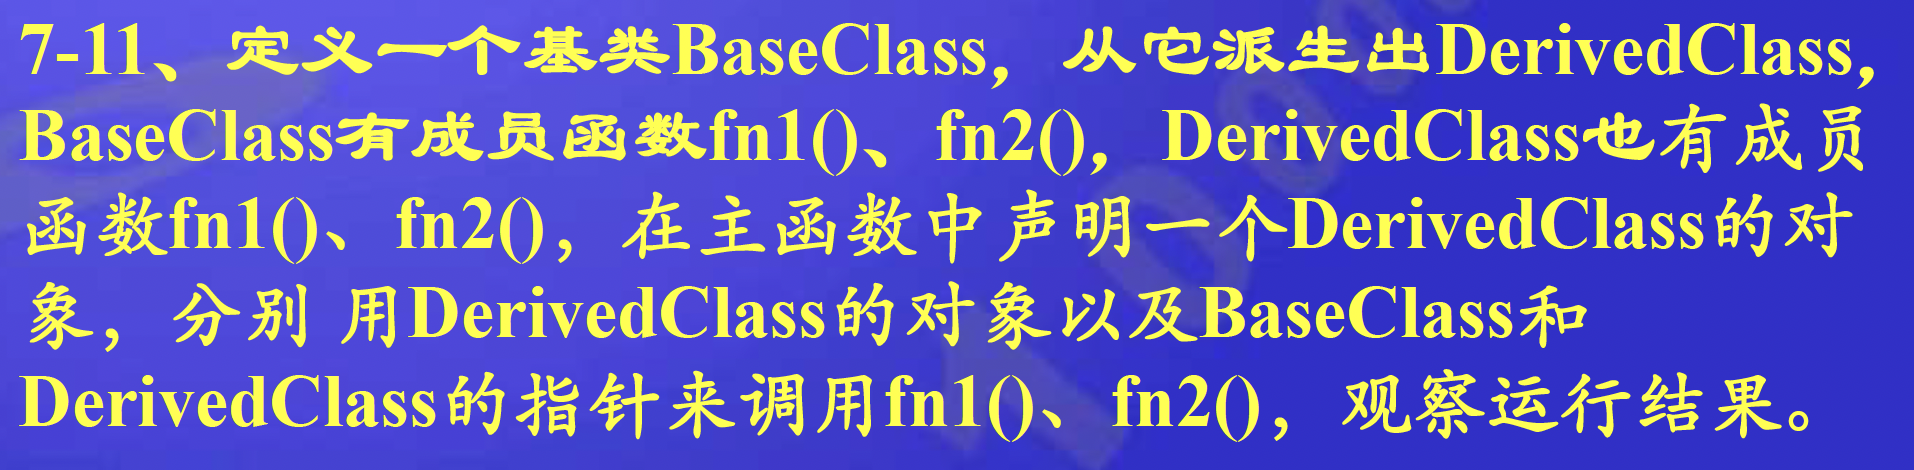 7-11、定义一个基类BaseClass，从它派生出DerivedClass,
BaseClass有成员函数fn1()、fn2()，DerivedClass也有成员
函数fn1()、fn2()，在主函数中声明一个DerivedClass的对
象，分别 用DerivedClass的对象以及BaseClass和
DerivedClass的指针来调用fn1()、fn2()，观察运行结果。